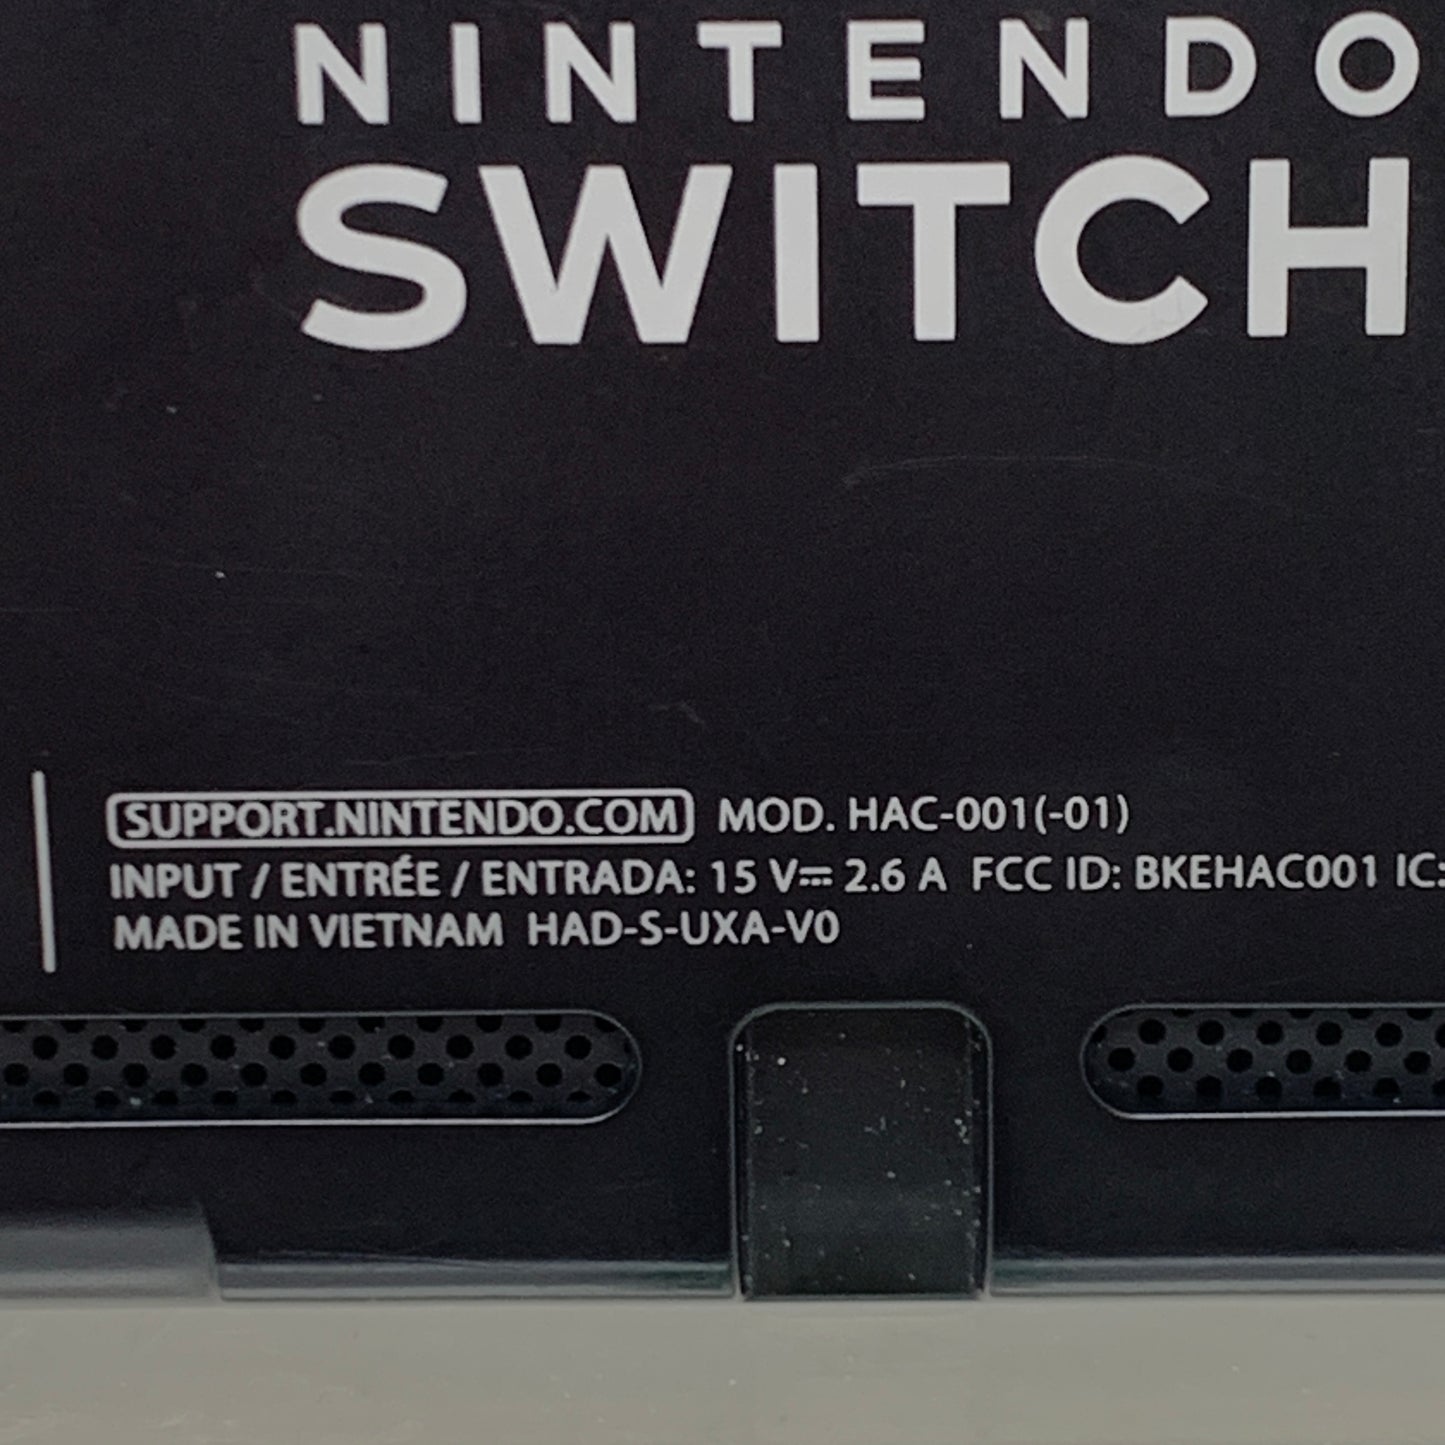 NINTENDO
SWITCH
SUPPORT.NINTENDO.COM MOD. HAC-001(-01)
INPUT / ENTRÉE / ENTRADA: 15 V⎓ 2.6 A FCC ID: BKEHAC001 IC:
MADE IN VIETNAM HAD-S-UXA-V0